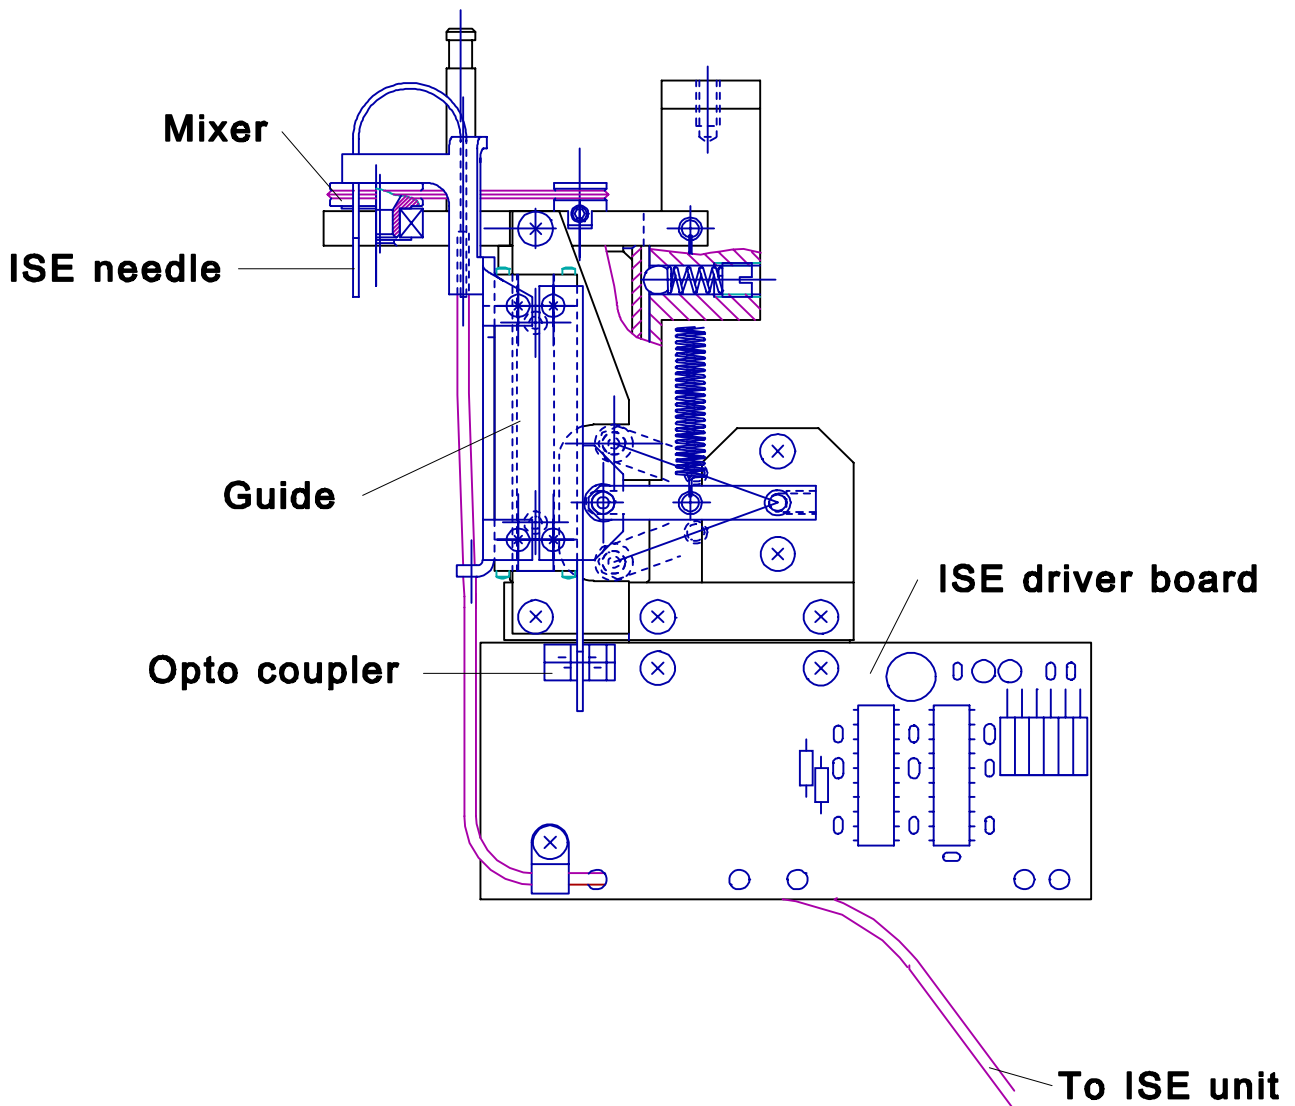 Mixer
ISE needle
Guide
ISE driver board
Opto coupler
To ISE unit